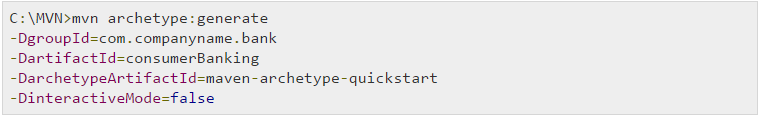 C:\MVN>mvn archetype:generate
-DgroupId=com.companyname.bank
-DartifactId=consumerBanking
-DarchetypeArtifactId=maven-archetype-quickstart
-DinteractiveMode=false